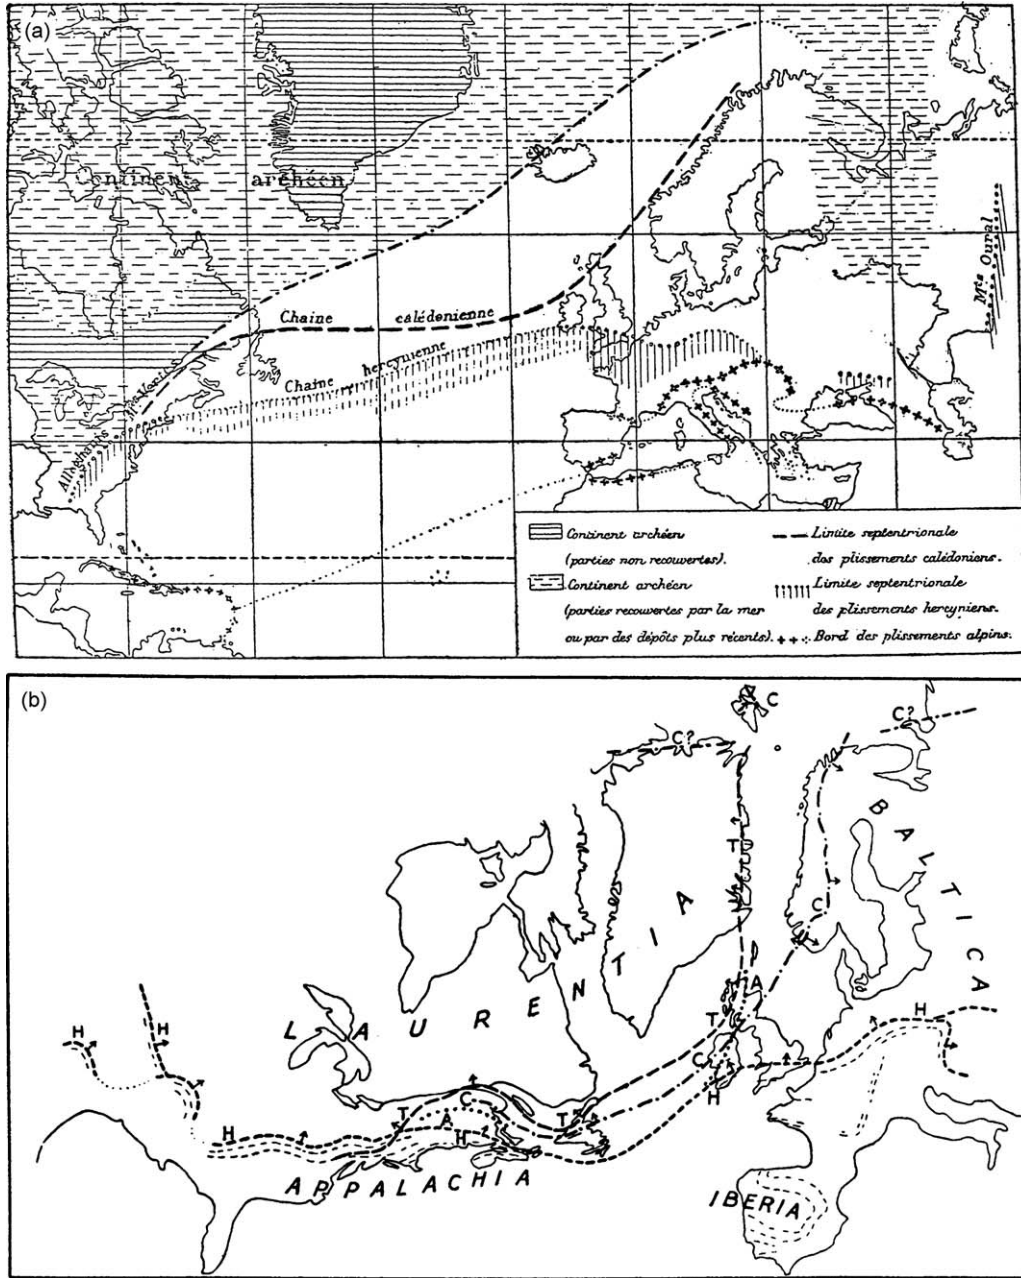 (a)
Continent archéen
Mts Oural
Chaîne calédonienne
Chaîne hercynienne
Alleghanys
Continent archéen
(parties non recouvertes).
Continent archéen
(parties recouvertes par la mer
ou par des dépôts plus récents).
Limite septentrionale
des plissements calédoniens.
Limite septentrionale
des plissements hercyniens.
Bord des plissements alpins.
(b)
C
C?
C?
BALTICA
T
C
LAURENTIA
A
T
C
C
H
H
H
H
T
C
A
H
T
H
APPALACHIA
IBERIA